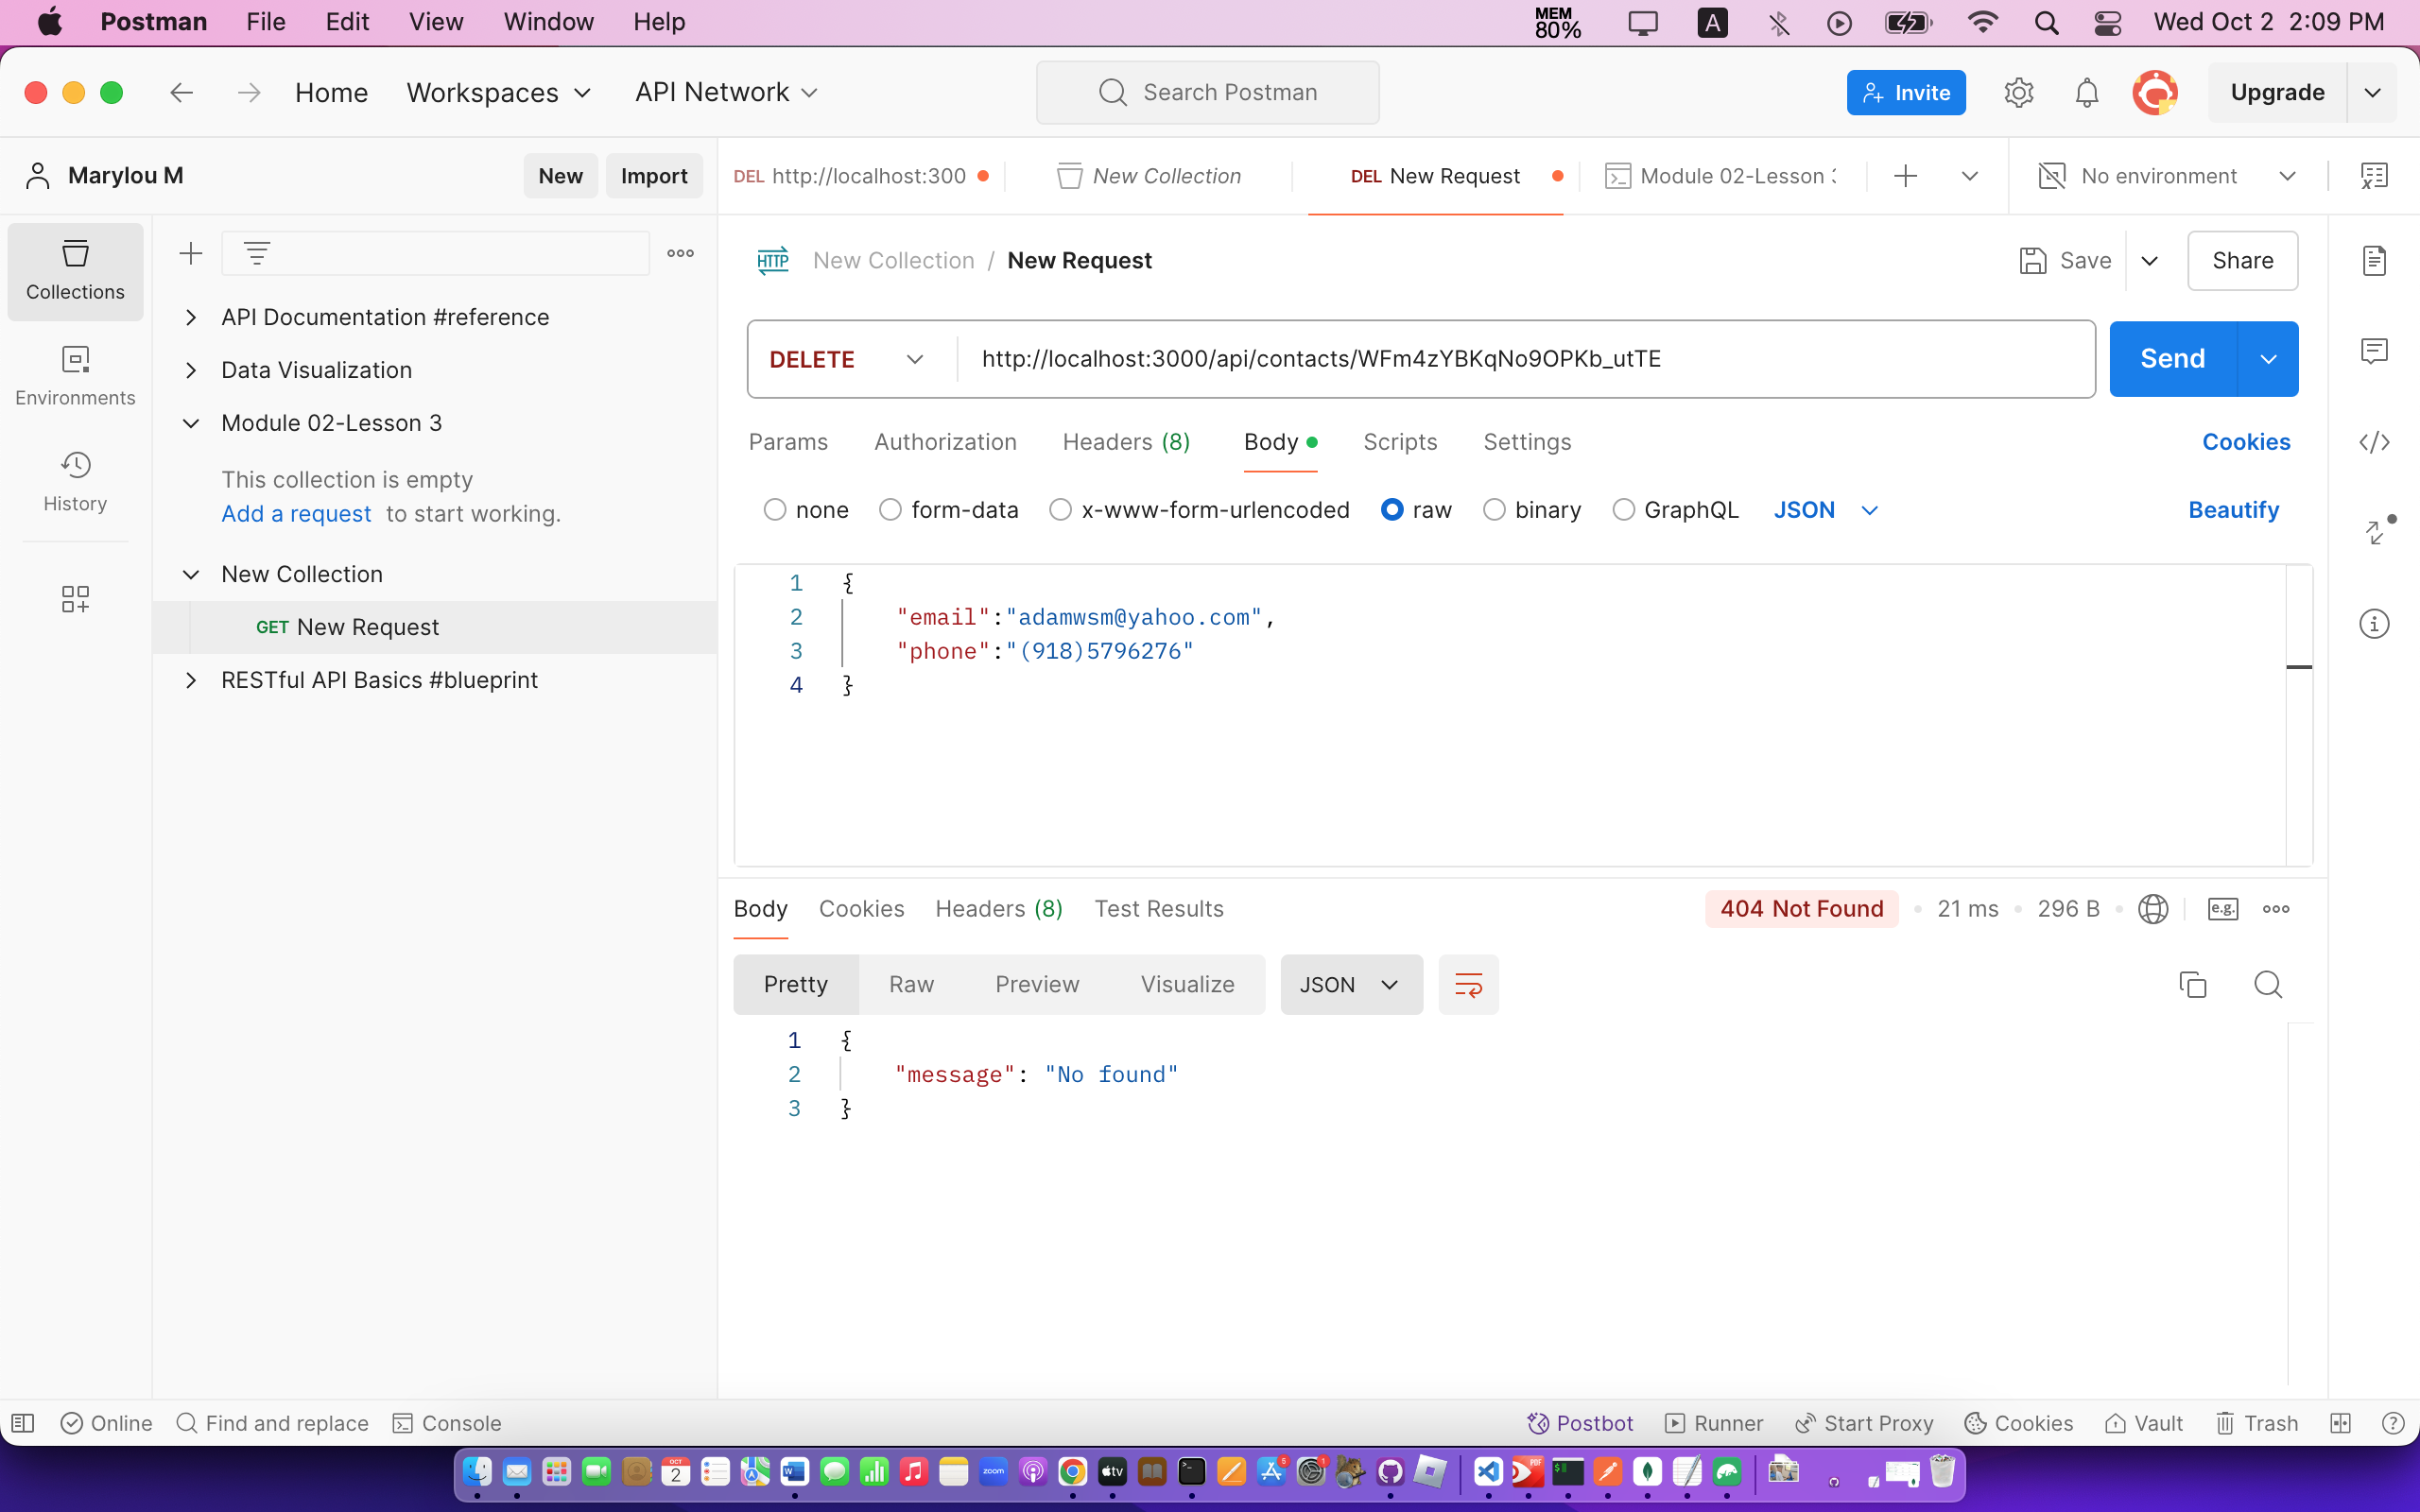 Postman File Edit View Window Help
MEM 80% A Wed Oct 2 2:09 PM
Home Workspaces API Network Search Postman Invite Upgrade
Marylou M New Import
DEL http://localhost:300 New Collection DEL New Request Module 02-Lesson 3 No environment
Collections
Environments
History
API Documentation #reference
Data Visualization
Module 02-Lesson 3
This collection is empty
Add a request to start working.
New Collection
GET New Request
RESTful API Basics #blueprint
HTTP New Collection / New Request Save Share
DELETE http://localhost:3000/api/contacts/WFm4zYBKqNo9OPKb_utTE Send
Params Authorization Headers (8) Body Scripts Settings Cookies
none form-data x-www-form-urlencoded raw binary GraphQL JSON Beautify
1 {
2 "email":"adamwsm@yahoo.com",
3 "phone":"(918)5796276"
4 }
Body Cookies Headers (8) Test Results 404 Not Found 21 ms 296 B e.g.
Pretty Raw Preview Visualize JSON
1 {
2 "message": "No found"
3 }
Online Find and replace Console Postbot Runner Start Proxy Cookies Vault Trash
OCT 2 zoom tv PDF